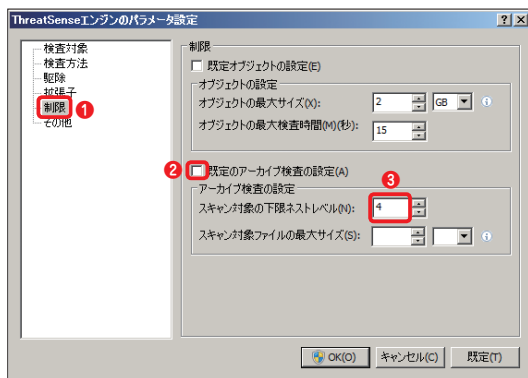 ThreatSenseエンジンのパラメータ設定
検査対象
検査方法
駆除
拡張子
制限
その他
1
制限
既定オブジェクトの設定(E)
オブジェクトの設定
オブジェクトの最大サイズ(X): 2 GB
オブジェクトの最大検査時間(M)(秒): 15
2 既定のアーカイブ検査の設定(A)
アーカイブ検査の設定
3
スキャン対象の下限ネストレベル(N): 4
スキャン対象ファイルの最大サイズ(S):
OK(O) キャンセル(C) 既定(T)